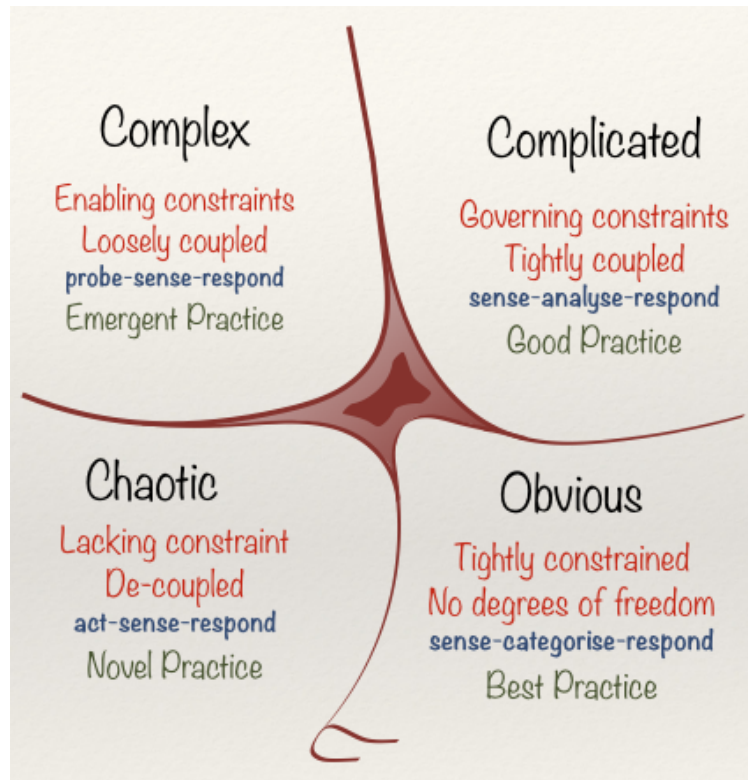 Complex
Enabling constraints
Loosely coupled
probe-sense-respond
Emergent Practice
Complicated
Governing constraints
Tightly coupled
sense-analyse-respond
Good Practice
Chaotic
Lacking constraint
De-coupled
act-sense-respond
Novel Practice
Obvious
Tightly constrained
No degrees of freedom
sense-categorise-respond
Best Practice